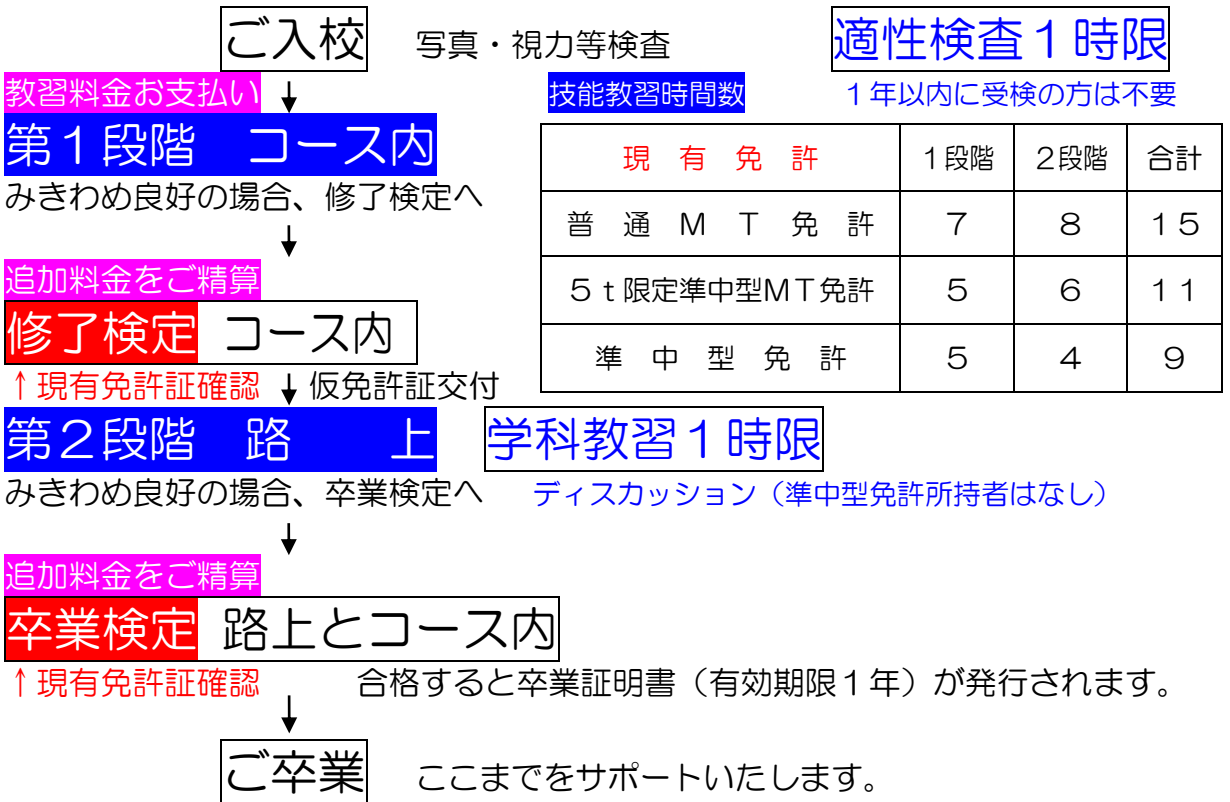 ご入校 写真・視力等検査 適性検査１時限
教習料金お支払い ↓ 技能教習時間数 １年以内に受検の方は不要
第１段階　コース内
みきわめ良好の場合、修了検定へ
↓
追加料金をご精算
修了検定 コース内
↑現有免許証確認 ↓仮免許証交付
現有免許 １段階 ２段階 合計
普通ＭＴ免許 ７ ８ １５
５ｔ限定準中型MＴ免許 ５ ６ １１
準中型免許 ５ ４ ９
第２段階　路　　上 学科教習１時限
みきわめ良好の場合、卒業検定へ ディスカッション（準中型免許所持者はなし）
↓
追加料金をご精算
卒業検定 路上とコース内
↑現有免許証確認 合格すると卒業証明書（有効期限１年）が発行されます。
↓
ご卒業 ここまでをサポートいたします。